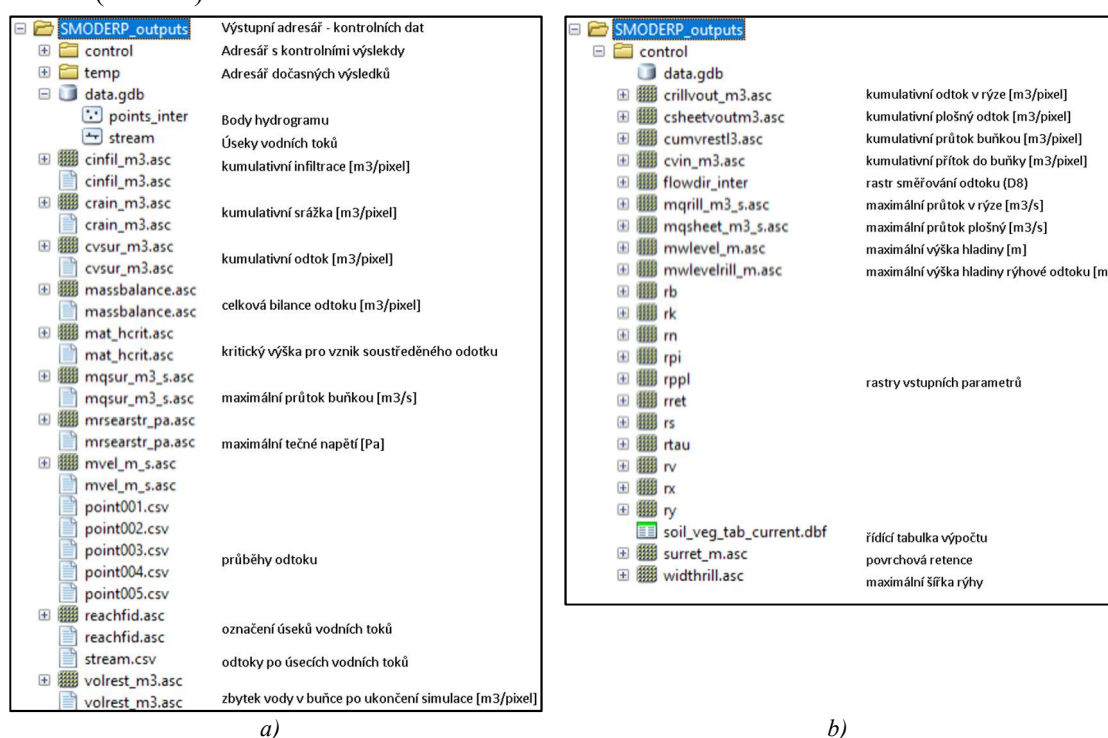 SMODERP_outputs Výstupní adresář - kontrolních dat
control Adresář s kontrolními výslekdy
temp Adresář dočasných výsledků
data.gdb
points_inter Body hydrogramu
stream Úseky vodních toků
cinfil_m3.asc kumulativní infiltrace [m3/pixel]
cinfil_m3.asc
crain_m3.asc kumulativní srážka [m3/pixel]
crain_m3.asc
cvsur_m3.asc kumulativní odtok [m3/pixel]
cvsur_m3.asc
massbalance.asc celková bilance odtoku [m3/pixel]
massbalance.asc
mat_hcrit.asc kritický výška pro vznik soustředěného odotku
mat_hcrit.asc
mqsur_m3_s.asc maximální průtok buňkou [m3/s]
mqsur_m3_s.asc
mrsearstr_pa.asc maximální tečné napětí [Pa]
mrsearstr_pa.asc
mvel_m_s.asc
mvel_m_s.asc
point001.csv
point002.csv
point003.csv průběhy odtoku
point004.csv
point005.csv
reachfid.asc označení úseků vodních toků
reachfid.asc
stream.csv odtoky po úsecích vodních toků
volrest_m3.asc
volrest_m3.asc zbytek vody v buňce po ukončení simulace [m3/pixel]
a)
SMODERP_outputs
control
data.gdb
crillvout_m3.asc kumulativní odtok v rýze [m3/pixel]
csheetvoutm3.asc kumulativní plošný odtok [m3/pixel]
cumvrestl3.asc kumulativní průtok buňkou [m3/pixel]
cvin_m3.asc kumulativní přítok do buňky [m3/pixel]
flowdir_inter rastr směřování odtoku (D8)
mqrill_m3_s.asc maximální průtok v rýze [m3/s]
mqsheet_m3_s.asc maximální průtok plošný [m3/s]
mwlevel_m.asc maximální výška hladiny [m]
mwlevelrill_m.asc maximální výška hladiny rýhové odtoku [m
rb
rk
rn
rpi
rppl rastry vstupních parametrů
rret
rs
rtau
rv
rx
ry
soil_veg_tab_current.dbf řídící tabulka výpočtu
surret_m.asc povrchová retence
widthrill.asc maximální šířka rýhy
b)